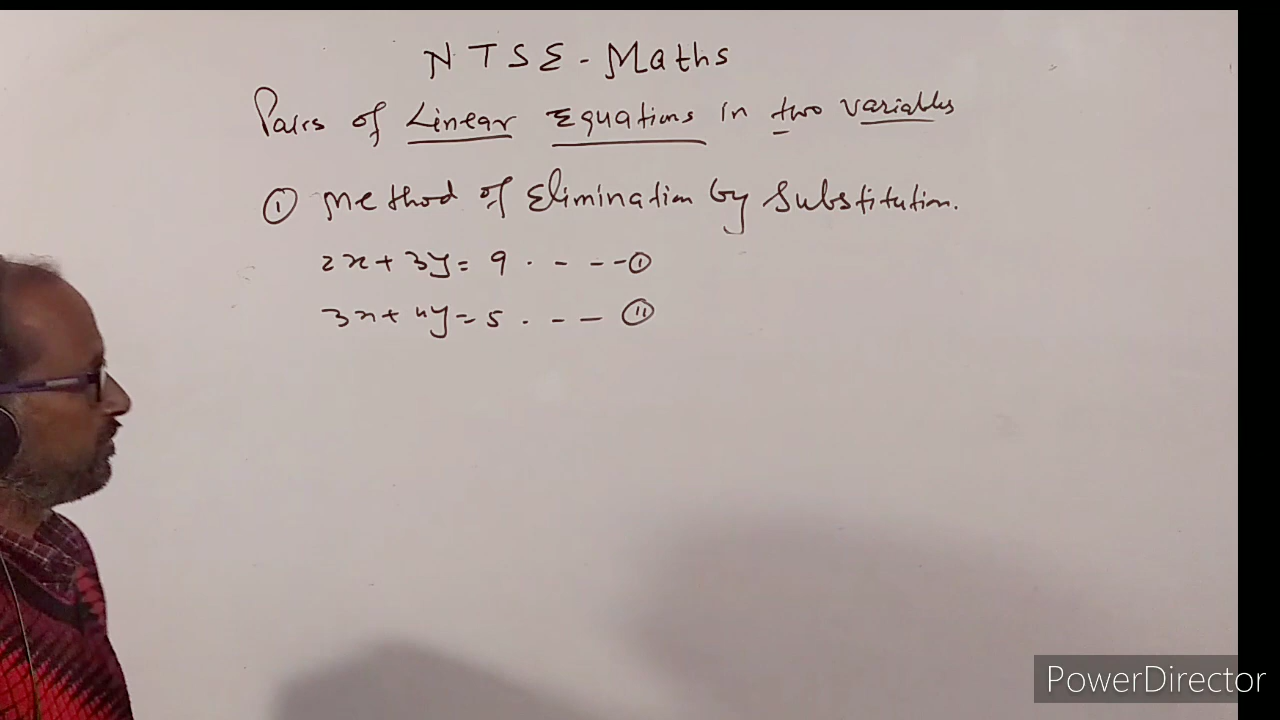 NTSE - Maths
Pairs of Linear Equations in two variables
① Method of Elimination by Substitution.
2x + 3y = 9 . - - - - ①
3x + 4y = 5 . - - - ⑪
PowerDirector